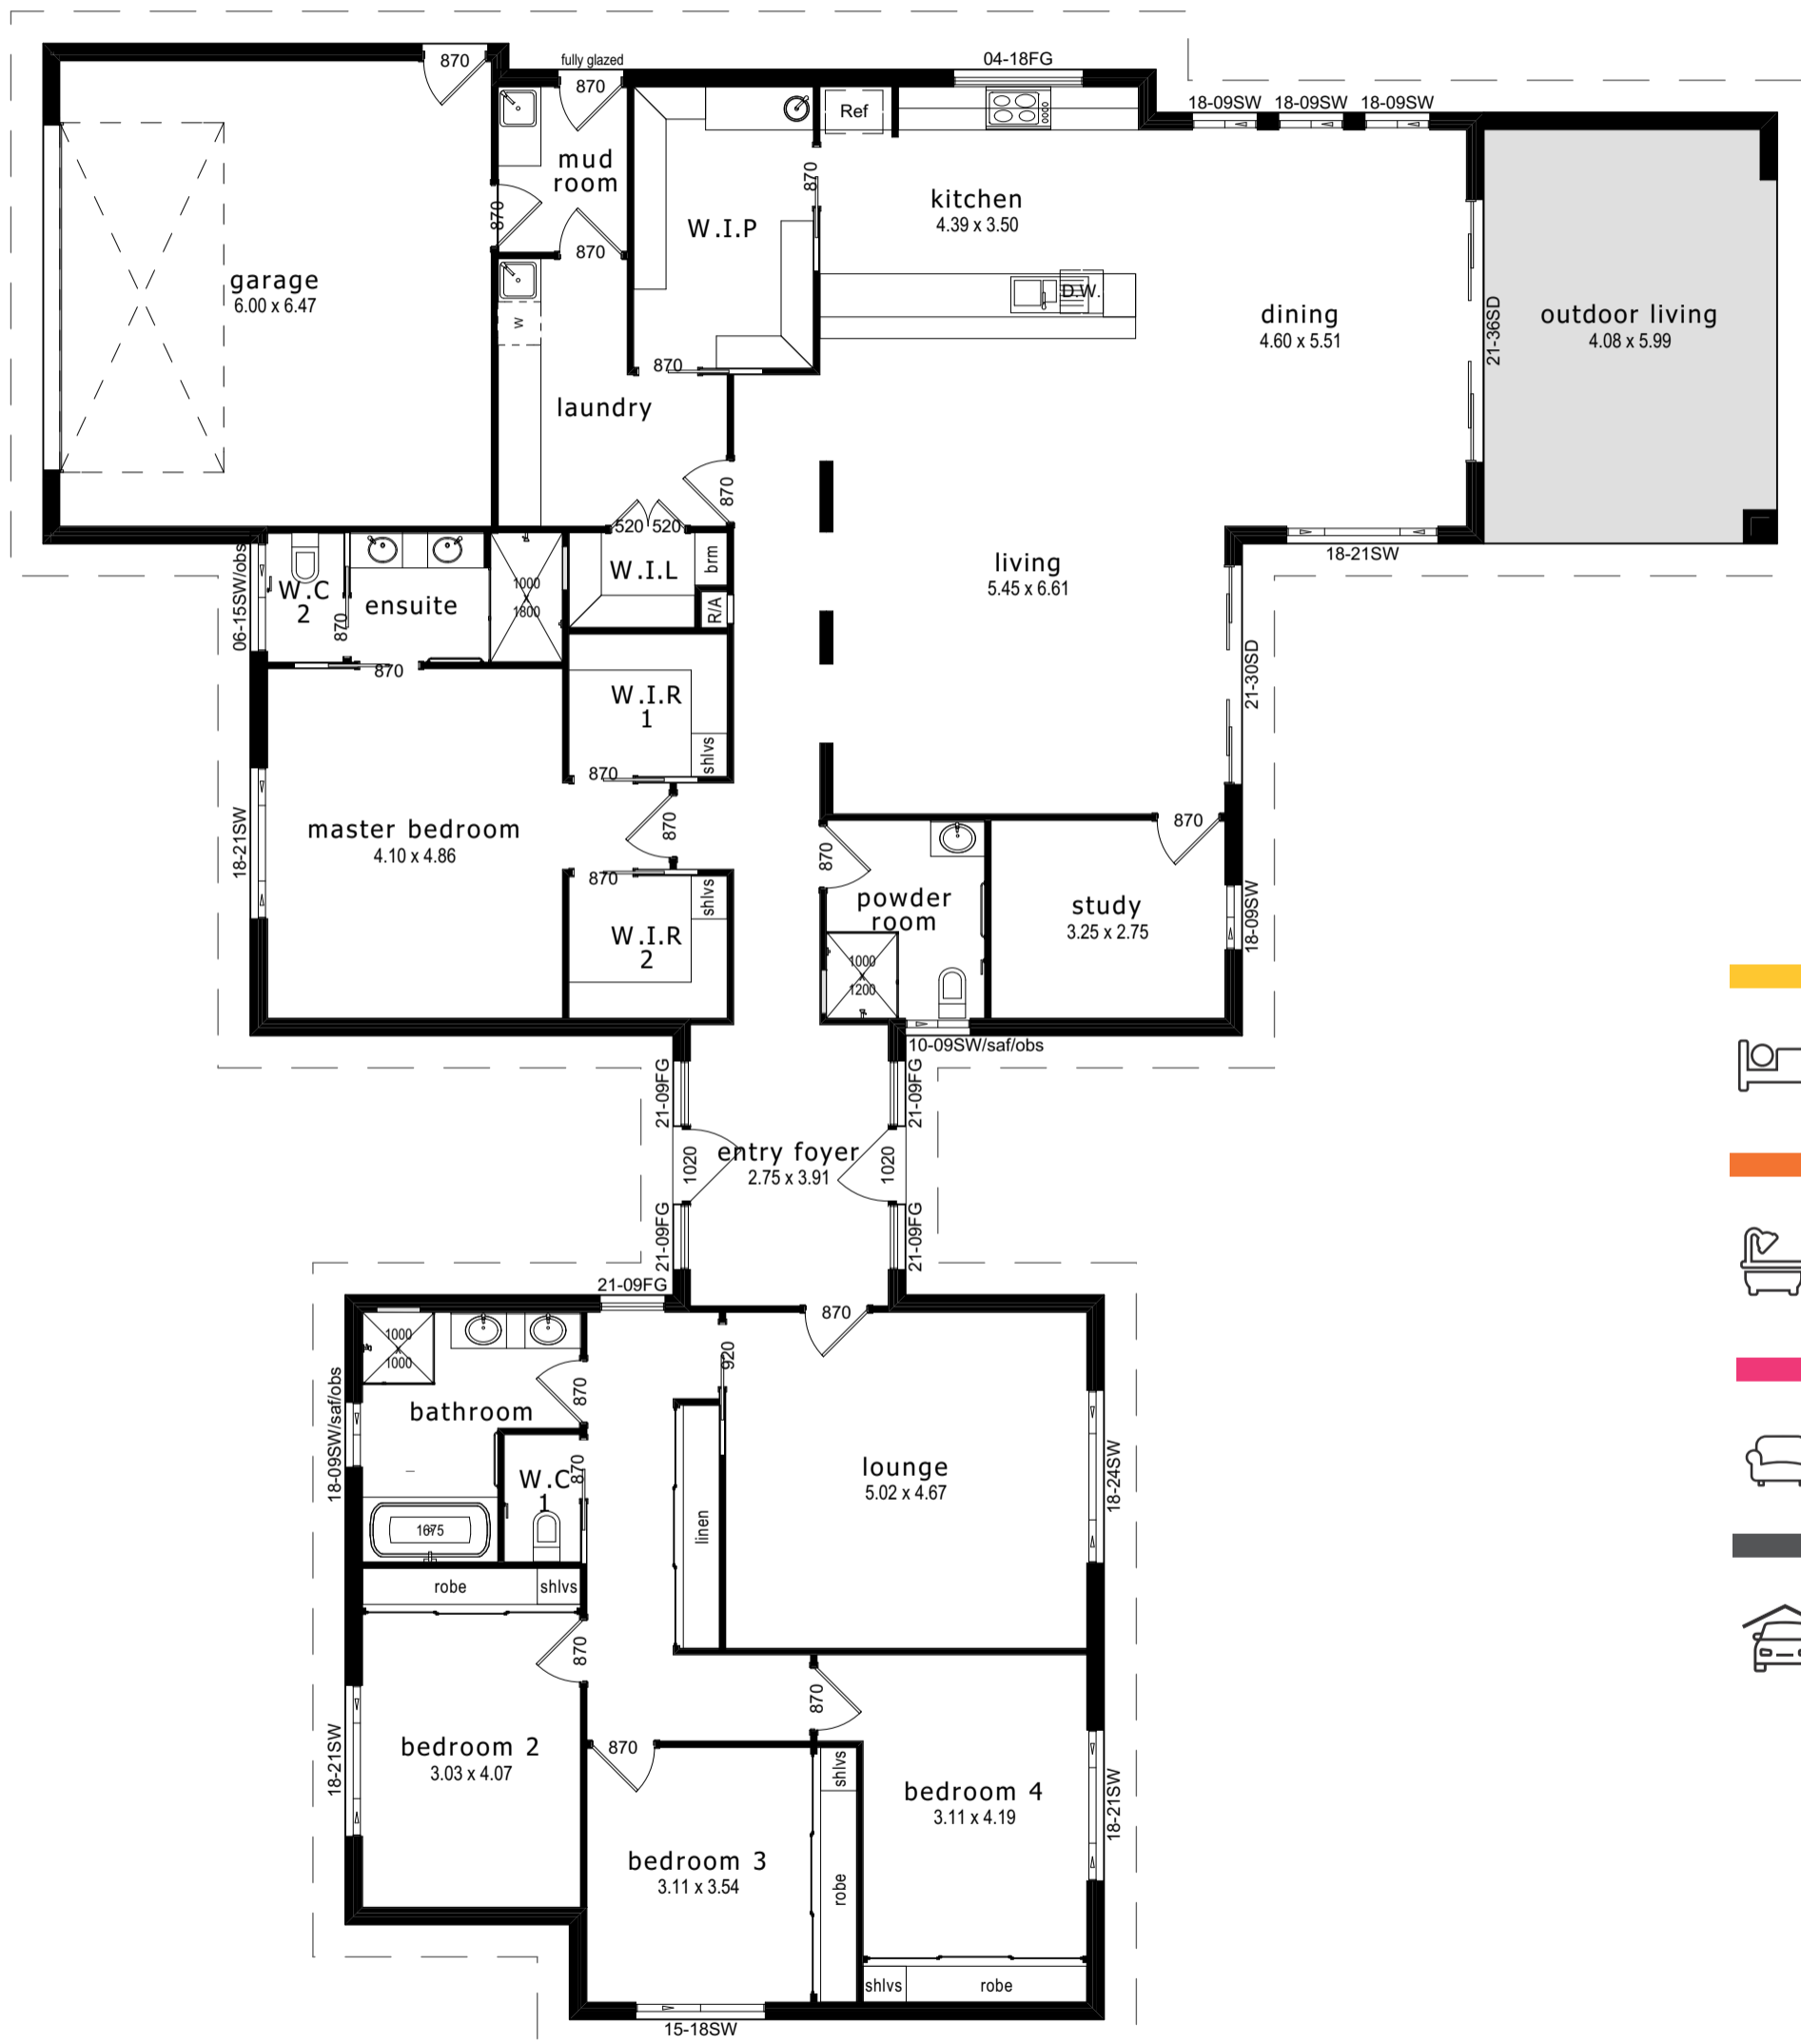 870
fully glazed
870
04-18FG
18-09SW
18-09SW
18-09SW
Ref
mud
room
870
870
870
W.I.P
kitchen
4.39 x 3.50
garage
6.00 x 6.47
W
D.W.
dining
4.60 x 5.51
21-36SD
outdoor living
4.08 x 5.99
870
laundry
870
520
520
18-21SW
06-15SW/obs
W.C
2
870
ensuite
1000
x
1800
W.I.L
brm
R/A
living
5.45 x 6.61
21-30SD
870
W.I.R
1
shlvs
870
master bedroom
4.10 x 4.86
18-21SW
870
870
shlvs
W.I.R
2
870
powder
room
1000
x
1200
870
study
3.25 x 2.75
18-09SW
10-09SW/saf/obs
21-09FG
21-09FG
1020
entry foyer
2.75 x 3.91
1020
21-09FG
21-09FG
21-09FG
870
1000
x
1000
920
870
18-09SW/saf/obs
bathroom
W.C
1
870
1675
linen
lounge
5.02 x 4.67
18-24SW
robe
shlvs
870
870
bedroom 2
3.03 x 4.07
18-21SW
870
shlvs
bedroom 4
3.11 x 4.19
18-21SW
bedroom 3
3.11 x 3.54
robe
shlvs
robe
15-18SW